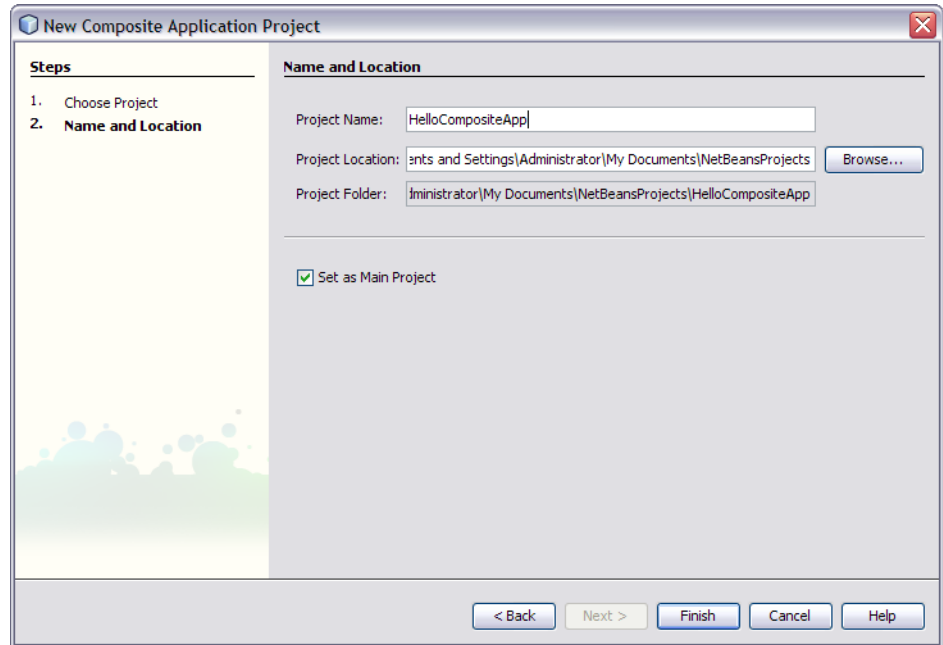 New Composite Application Project
Steps
1. Choose Project
2. Name and Location
Name and Location
Project Name: HelloCompositeApp
Project Location: ents and Settings\Administrator\My Documents\NetBeansProjects Browse...
Project Folder: dministrator\My Documents\NetBeansProjects\HelloCompositeApp
Set as Main Project
< Back Next > Finish Cancel Help